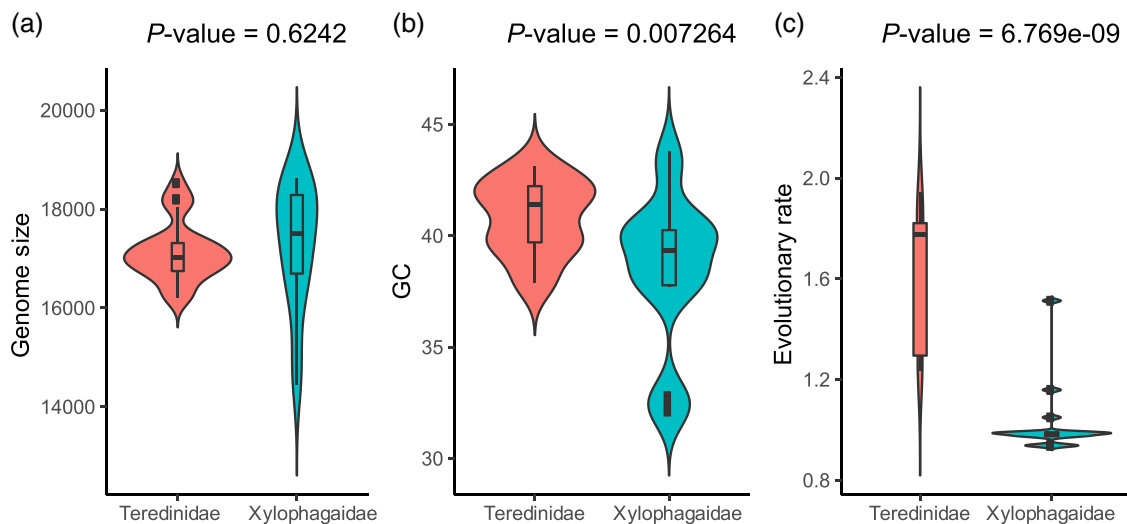 (a)
P-value = 0.6242
Genome size
20000
18000
16000
14000
Teredinidae
Xylophagaidae
(b)
P-value = 0.007264
GC
45
40
35
30
Teredinidae
Xylophagaidae
(c)
P-value = 6.769e-09
Evolutionary rate
2.4
2.0
1.6
1.2
0.8
Teredinidae
Xylophagaidae